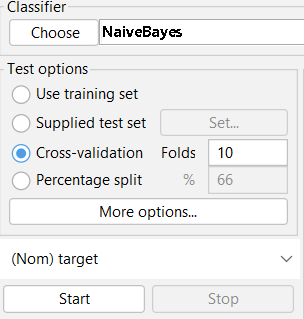 Classifier
Choose NaiveBayes
Test options
Use training set
Supplied test set Set...
Cross-validation Folds 10
Percentage split % 66
More options...
(Nom) target
Start Stop